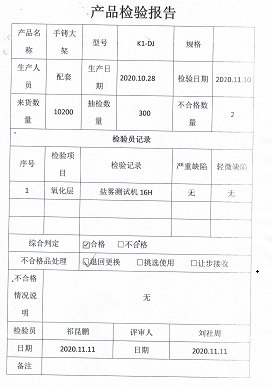 产品检验报告
产品名称 手铐大架 型号 K1-DJ 规格
生产人员 配套 生产日期 2020.10.28 检验日期 2020.11.10
来货数量 10200 抽检数量 300 不合格数量 2
检验员记录
序号 检验项目 检验记录 严重缺陷 轻微缺陷
1 氧化层 盐雾测试机 16H 无 无
综合判定 ☑合格 □不合格
不合格品处理 ☑退回更换 □挑选使用 □让步接收
不合格情况说明 无
检验员 祁昆鹏 评审人 刘社周
日期 2020.11.11 日期 2020.11.11
备注